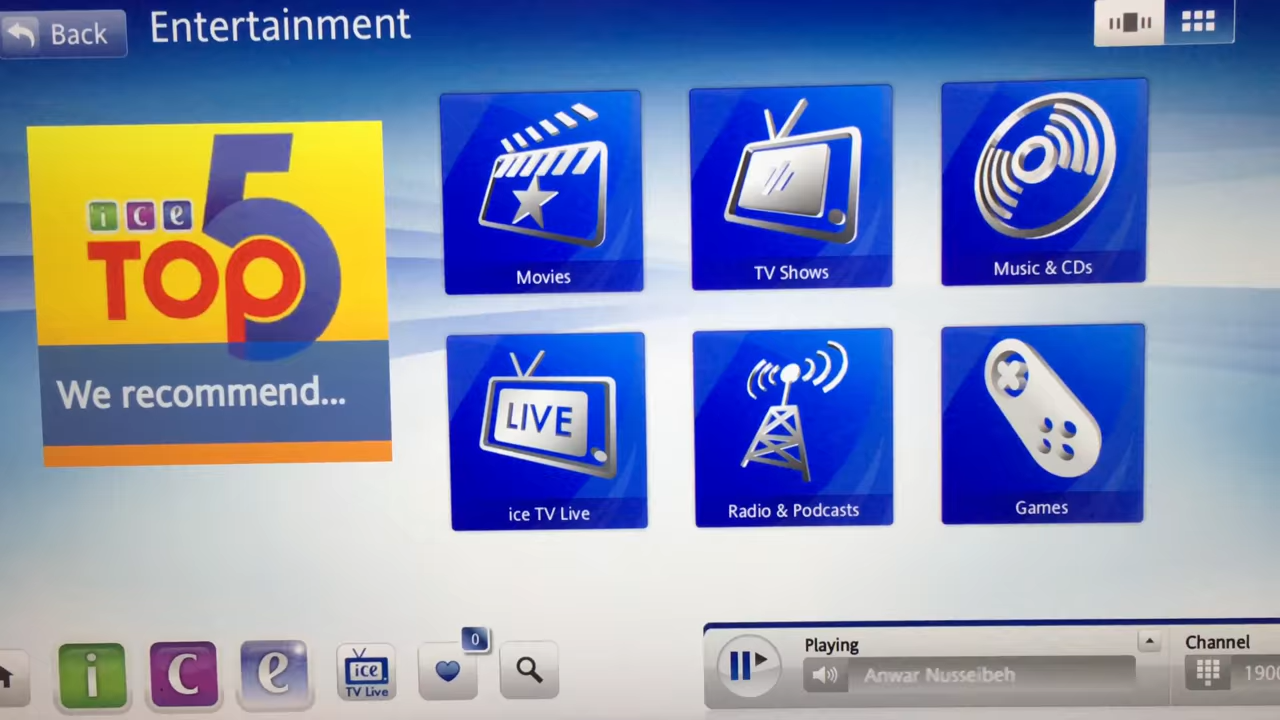 Back
Entertainment
ice
TOP 5
We recommend...
Movies
TV Shows
Music & CDs
LIVE
ice TV Live
Radio & Podcasts
Games
i
c
e
ice
TV Live
0
Playing
Anwar Nusseibeh
Channel
1900